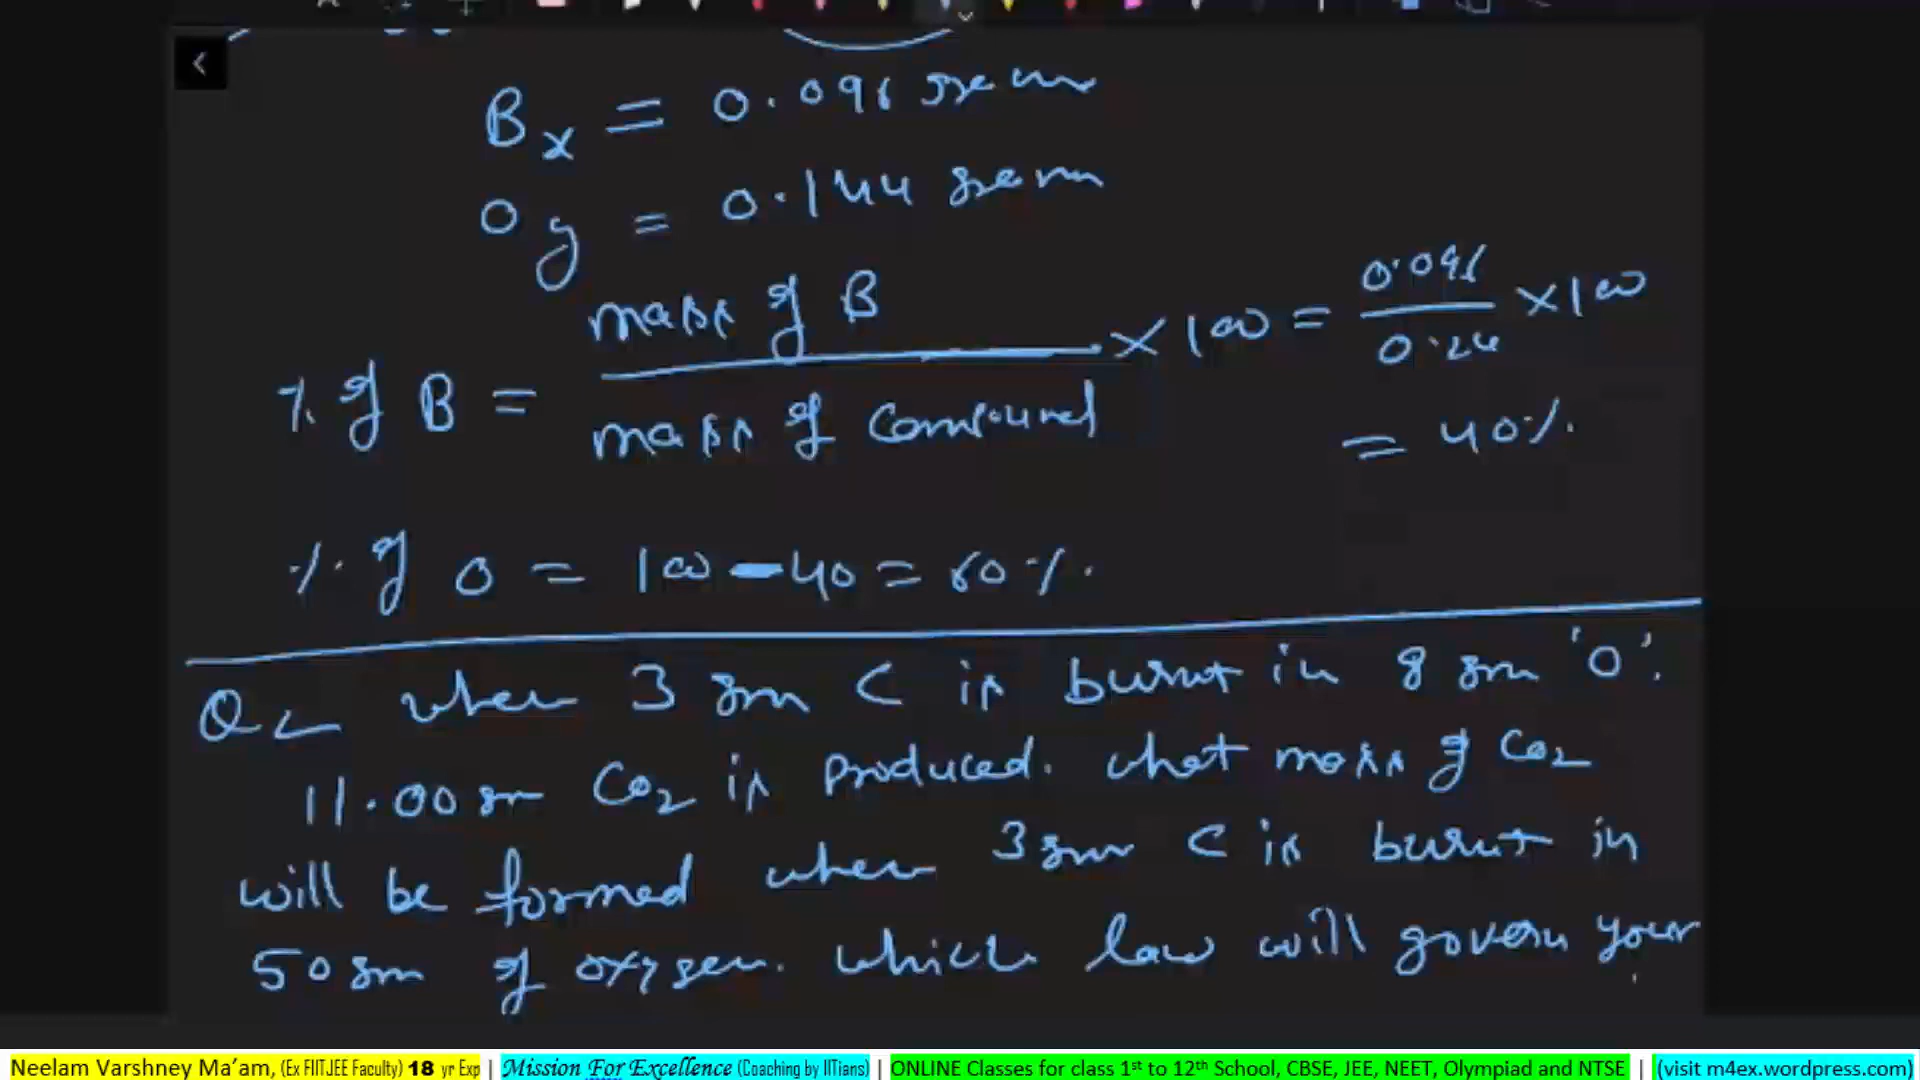 Bx = 0.096 gram
Oy = 0.144 gram
% of B = mass of B / mass of compound × 100 = 0.096 / 0.24 × 100
= 40%
% of O = 100 - 40 = 60%.
Q2 when 3 gm C is burnt in 8 gm 'O'.
11.00 gm CO2 is produced. what mass of CO2
will be formed when 3 gm C is burnt in
50 gm of oxygen. which law will govern your
Neelam Varshney Ma'am, (Ex FIITJEE Faculty) 18 yr Exp | Mission For Excellence (Coaching by IITians) | ONLINE Classes for class 1st to 12th School, CBSE, JEE, NEET, Olympiad and NTSE | (visit m4ex.wordpress.com)